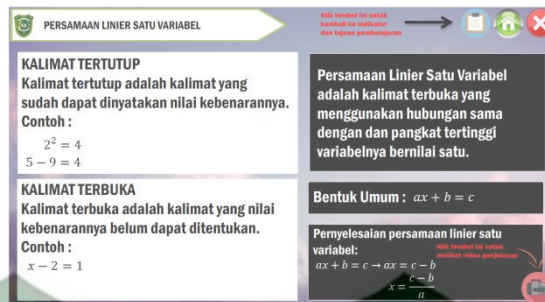 PERSAMAAN LINIER SATU VARIABEL
Klik tombol ini untuk
kembali ke indikator
dan tujuan pembelajaran
KALIMAT TERTUTUP
Kalimat tertutup adalah kalimat yang
sudah dapat dinyatakan nilai kebenarannya.
Contoh :
2² = 4
5 − 9 = 4
KALIMAT TERBUKA
Kalimat terbuka adalah kalimat yang nilai
kebenarannya belum dapat ditentukan.
Contoh :
x − 2 = 1
Persamaan Linier Satu Variabel
adalah kalimat terbuka yang
menggunakan hubungan sama
dengan dan pangkat tertinggi
variabelnya bernilai satu.
Bentuk Umum : ax + b = c
Pernyelesaian persamaan linier satu
variabel:
Klik tombol ini untuk
melihat video penjelasan
ax + b = c → ax = c − b
x = (c − b)/a